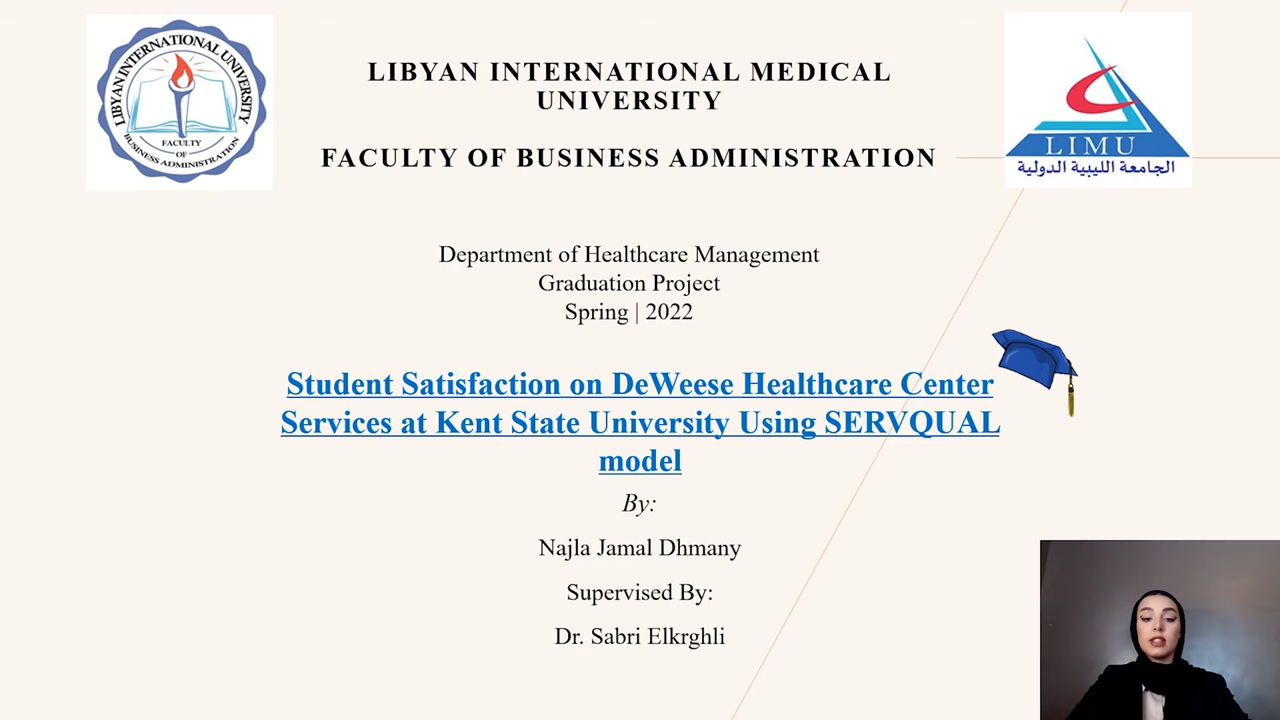 LIBYAN INTERNATIONAL UNIVERSITY
FACULTY
OF
BUSINESS ADMINISTRATION
LIBYAN INTERNATIONAL MEDICAL
UNIVERSITY
FACULTY OF BUSINESS ADMINISTRATION
LIMU
الجامعة الليبية الدولية
Department of Healthcare Management
Graduation Project
Spring | 2022
Student Satisfaction on DeWeese Healthcare Center
Services at Kent State University Using SERVQUAL
model
By:
Najla Jamal Dhmany
Supervised By:
Dr. Sabri Elkrghli